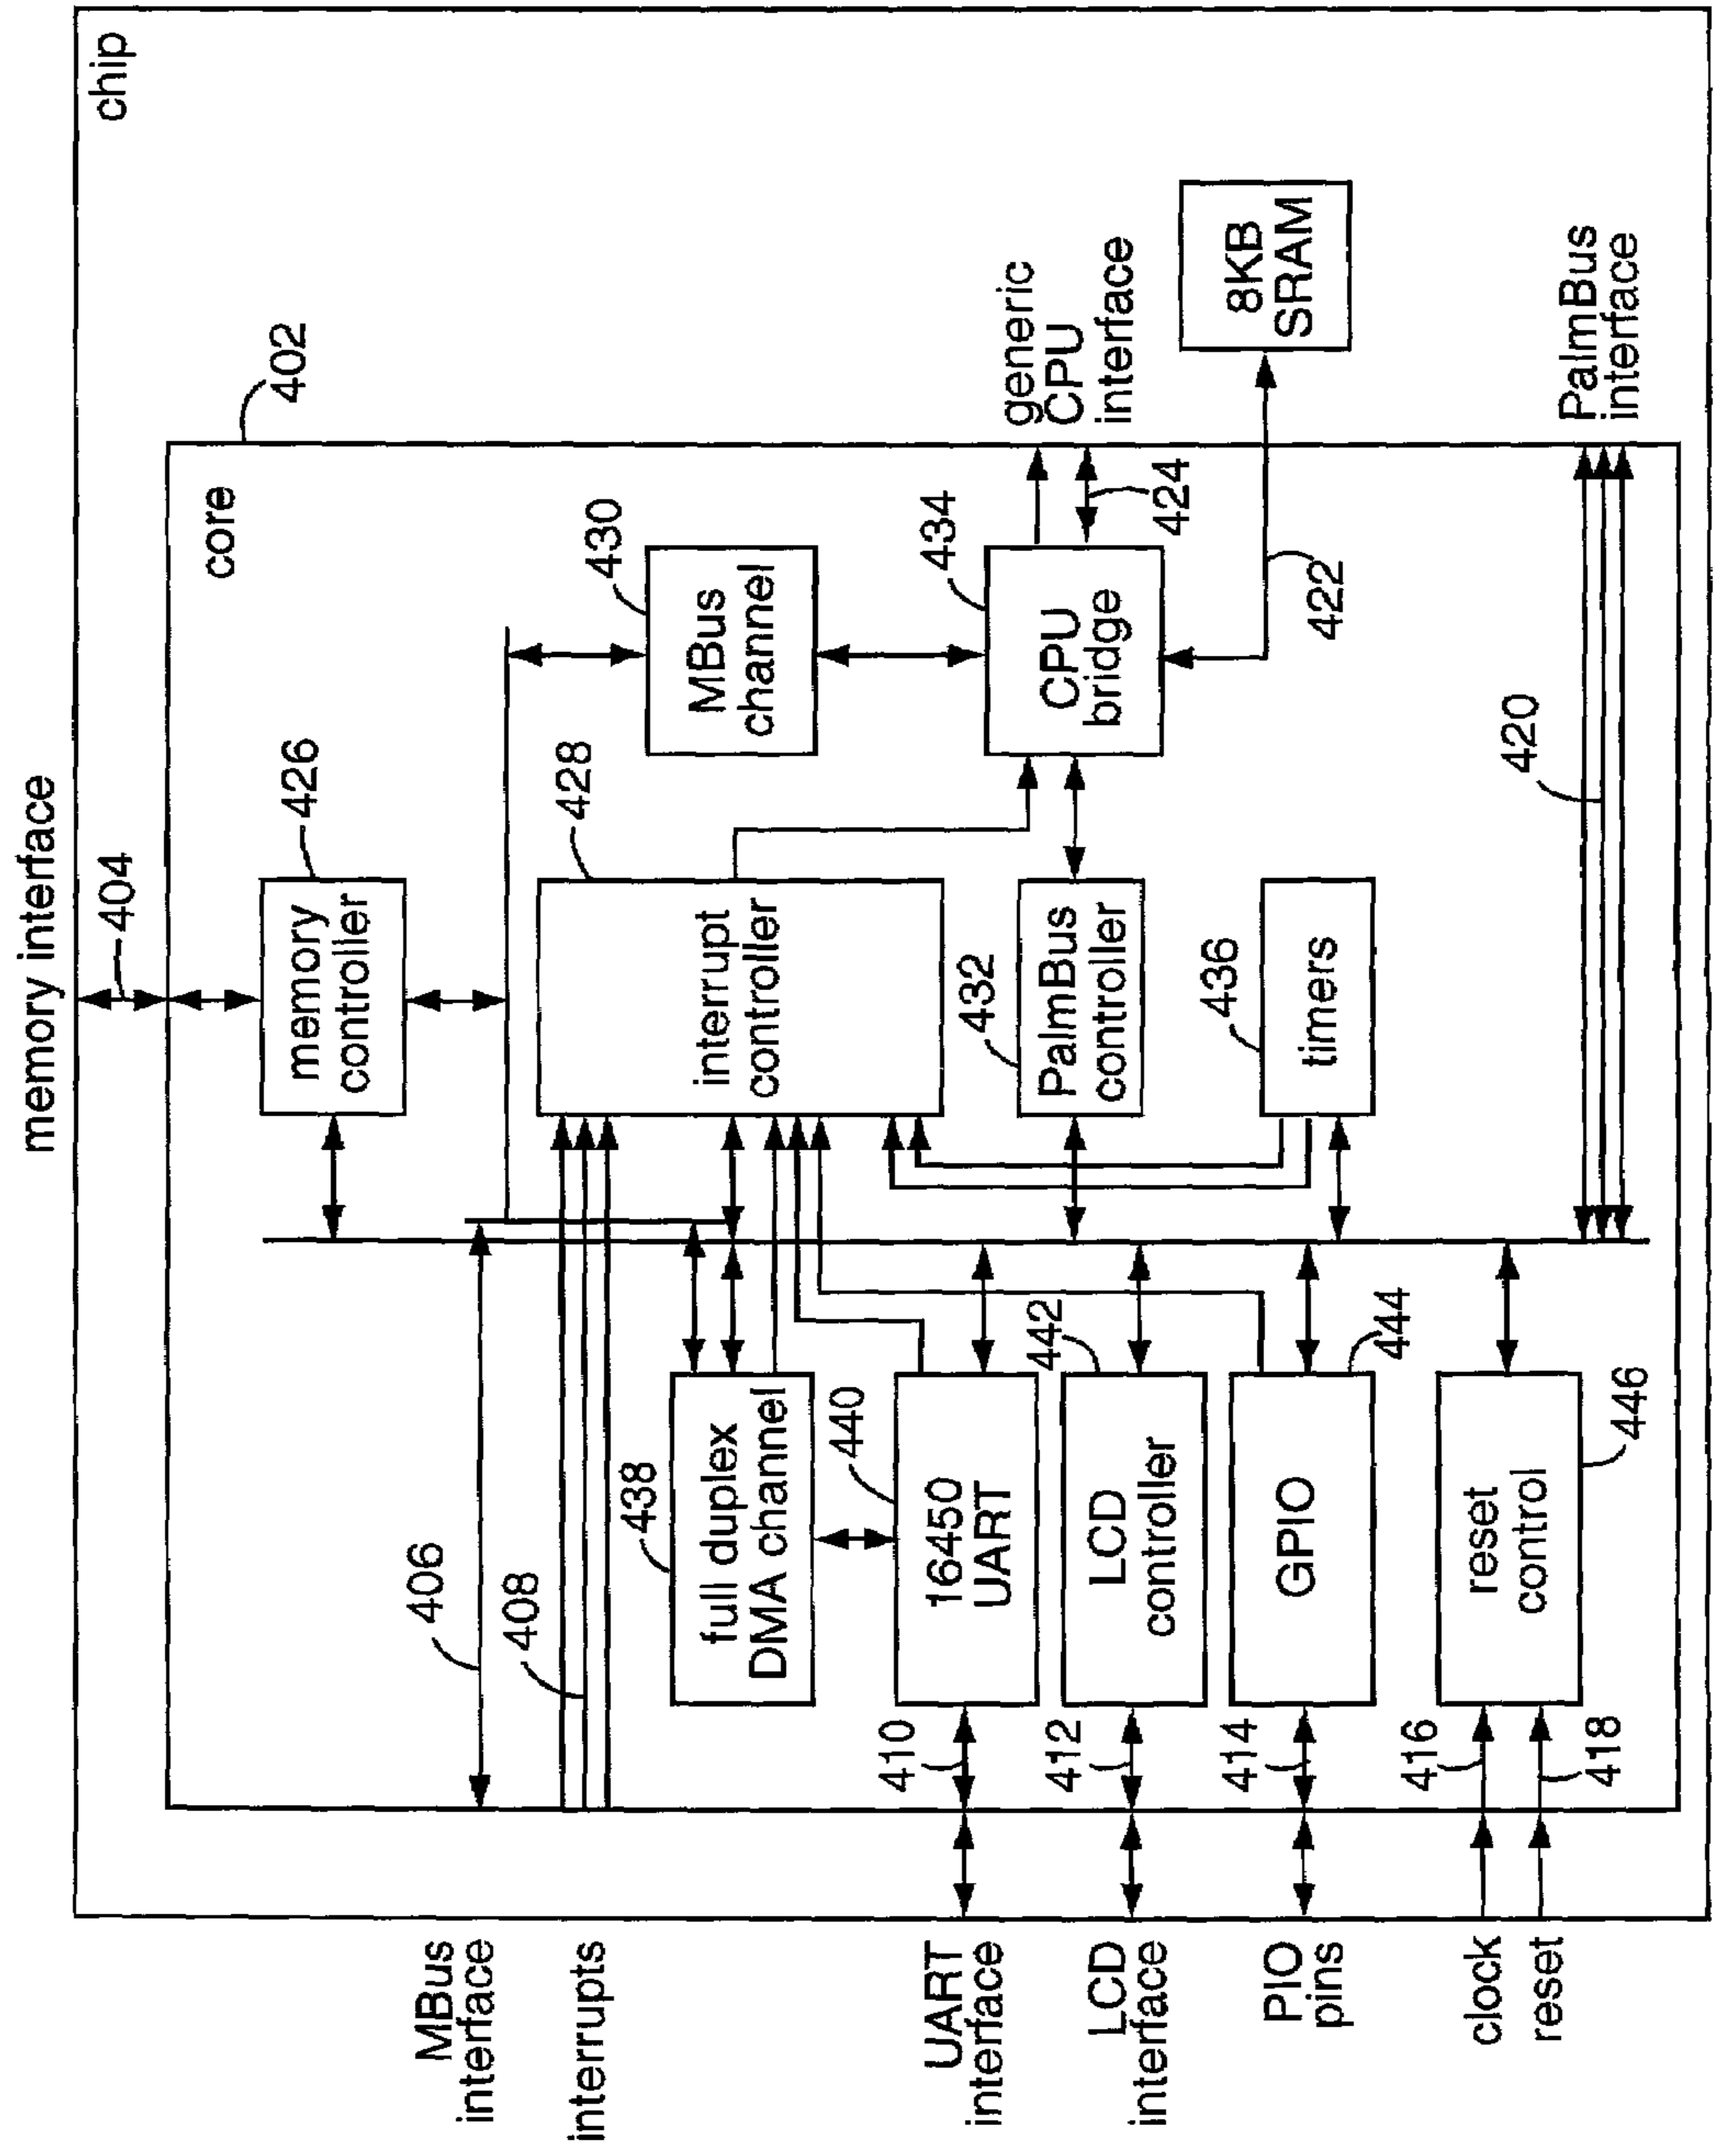 memory interface
404
chip
core
402
426
memory
controller
MBus
interface
406
interrupts
408
428
interrupt
controller
430
MBus
channel
438
full duplex
DMA channel
434
CPU
bridge
generic
CPU
interface
424
440
16450
UART
410
UART
interface
432
PalmBus
controller
442
LCD
controller
412
LCD
interface
422
8KB
SRAM
436
timers
444
GPIO
414
PIO
pins
446
reset
control
416
clock
418
reset
420
PalmBus
interface